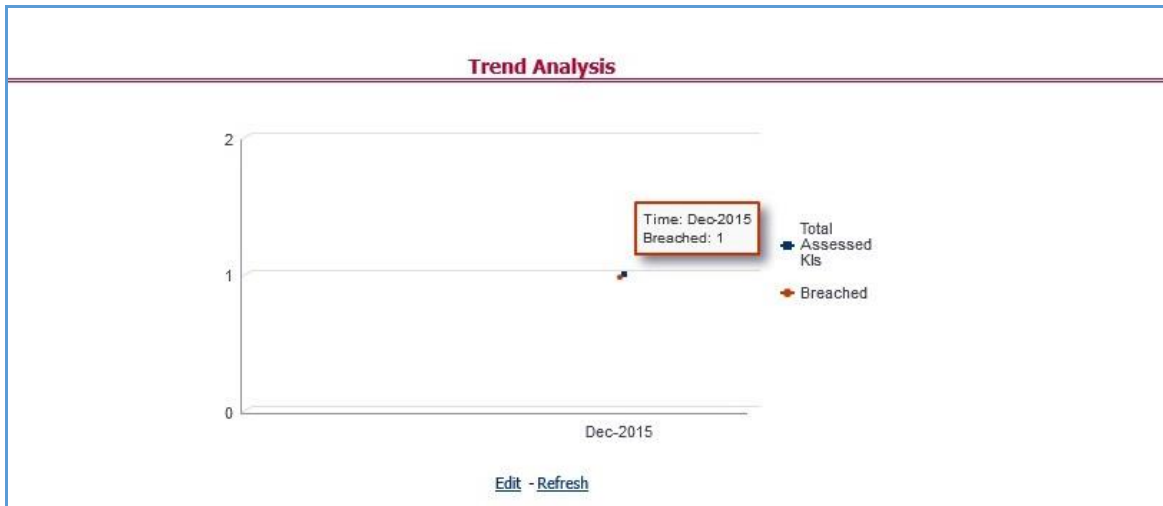 Trend Analysis
2
Time: Dec-2015
Breached: 1
Total
Assessed
KIs
1
Breached
0
Dec-2015
Edit - Refresh